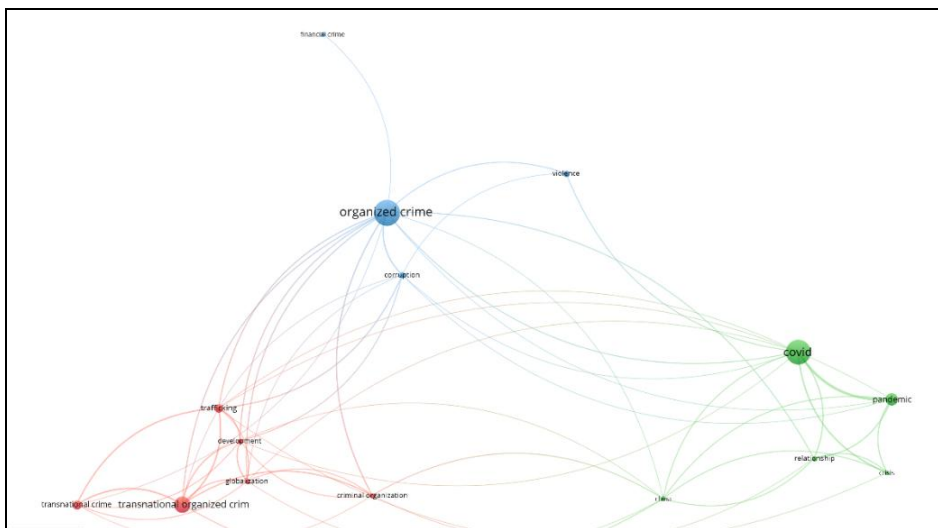 financial crime
violence
organized crime
corruption
covid
pandemic
trafficking
development
relationship
globalization
criminal organization
transnational crime
transnational organized crim